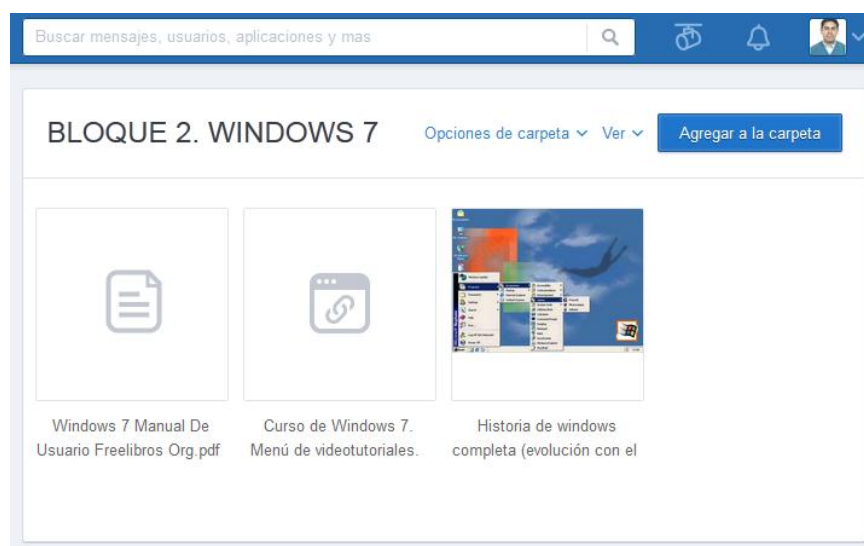 Buscar mensajes, usuarios, aplicaciones y mas
BLOQUE 2. WINDOWS 7
Opciones de carpeta
Ver
Agregar a la carpeta
Windows 7 Manual De
Usuario Freelibros Org.pdf
Curso de Windows 7.
Menú de videotutoriales.
Historia de windows
completa (evolución con el